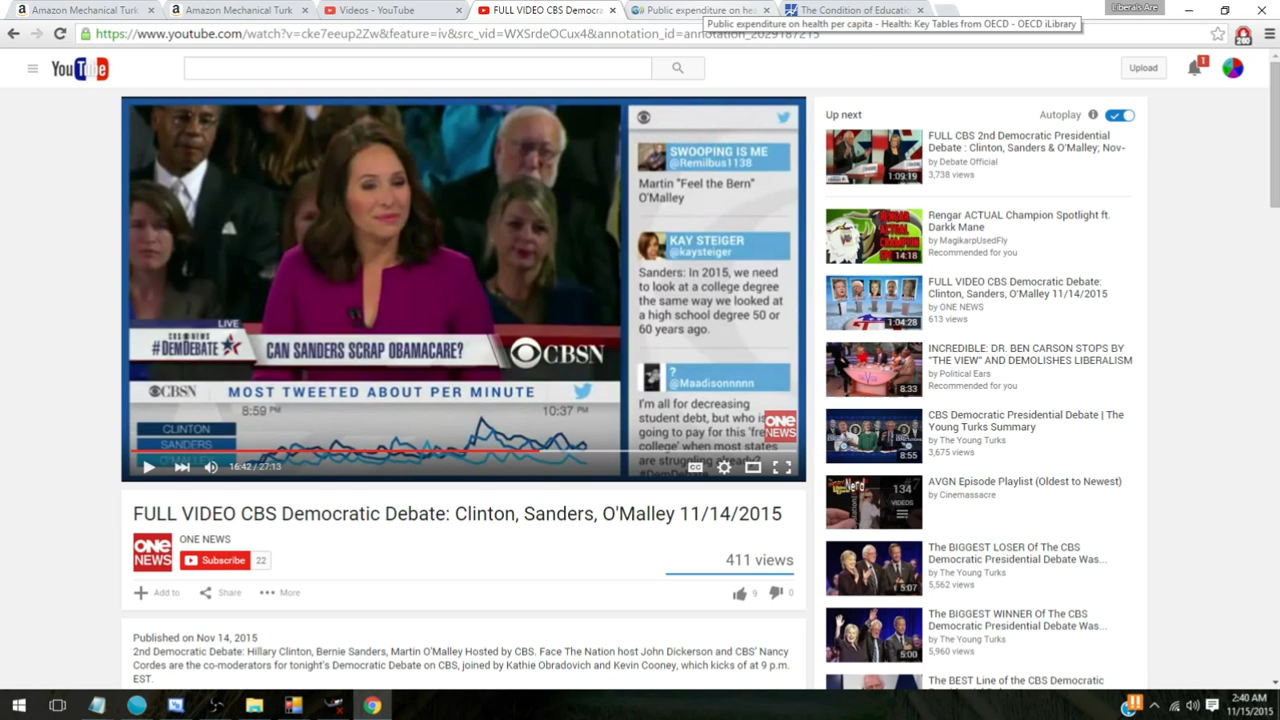 Amazon Mechanical Turk
Amazon Mechanical Turk
Videos - YouTube
FULL VIDEO CBS Democra
Public expenditure on hea
The Condition of Educatio
Liberals Are
Public expenditure on health per capita - Health: Key Tables from OECD - OECD iLibrary
https://www.youtube.com/watch?v=cke7eeup2Zw&feature=iv&src_vid=WXSrdeOCux4&annotation_id=annotation_2029187215
YouTube
Upload
1
SWOOPING IS ME
@Remilbus1138
Martin "Feel the Bern"
O'Malley
KAY STEIGER
@kaysteiger
Sanders: In 2015, we need
to look at a college degree
the same way we looked at
a high school degree 50 or
60 years ago.
?
@Maadisonnnnn
I'm all for decreasing
student debt, but who is
going to pay for this 'free
college' when most states
are struggling already?
LIVE
CBS NEWS
#DEMDEBATE
CAN SANDERS SCRAP OBAMACARE?
CBSN
CBSN
MOST TWEETED ABOUT PER MINUTE
8:59 PM
10:37 PM
CLINTON
SANDERS
O'MALLEY
ONE
NEWS
16:42 / 27:13
CC
FULL VIDEO CBS Democratic Debate: Clinton, Sanders, O'Malley 11/14/2015
ONE
NEWS
ONE NEWS
Subscribe
22
411 views
Add to
Share
More
9
0
Published on Nov 14, 2015
2nd Democratic Debate: Hillary Clinton, Bernie Sanders, Martin O'Malley Hosted by CBS. Face The Nation host John Dickerson and CBS' Nancy
Cordes are the co-moderators for tonight's Democratic Debate on CBS, joined by Kathie Obradovich and Kevin Cooney, which kicks of at 9 p.m.
EST.
Up next
Autoplay
FULL CBS 2nd Democratic Presidential
Debate : Clinton, Sanders & O'Malley; Nov-
by Debate Official
3,738 views
1:09:19
Rengar ACTUAL Champion Spotlight ft.
Darkk Mane
by MagikarpUsedFly
Recommended for you
RENGAR
ACTUAL
CHAMPION
14:18
FULL VIDEO CBS Democratic Debate:
Clinton, Sanders, O'Malley 11/14/2015
by ONE NEWS
613 views
1:04:28
INCREDIBLE: DR. BEN CARSON STOPS BY
"THE VIEW" AND DEMOLISHES LIBERALISM
by Political Ears
Recommended for you
8:33
CBS Democratic Presidential Debate | The
Young Turks Summary
by The Young Turks
3,675 views
8:55
AVGN Episode Playlist (Oldest to Newest)
by Cinemassacre
Nerd
134
VIDEOS
The BIGGEST LOSER Of The CBS
Democratic Presidential Debate Was...
by The Young Turks
5,562 views
5:07
The BIGGEST WINNER Of The CBS
Democratic Presidential Debate Was...
by The Young Turks
5,960 views
5:00
The BEST Line of the CBS Democratic
2:40 AM
11/15/2015